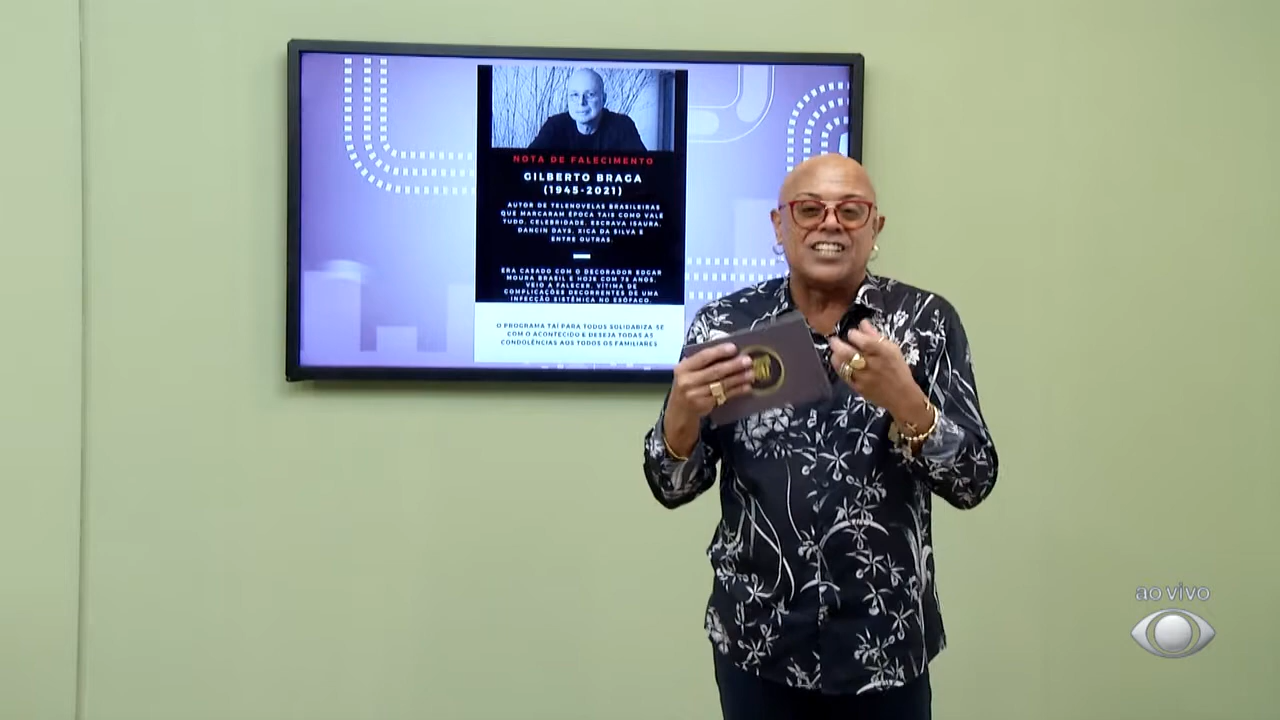 NOTA DE FALECIMENTO
GILBERTO BRAGA
(1945-2021)
AUTOR DE TELENOVELAS BRASILEIRAS
QUE MARCARAM ÉPOCA TAIS COMO VALE
TUDO, CELEBRIDADE, ESCRAVA ISAURA,
DANCIN DAYS, XICA DA SILVA E
ENTRE OUTRAS.
ERA CASADO COM O DECORADOR EDGAR
MOURA BRASIL E HOJE COM 75 ANOS,
VEIO A FALECER, VÍTIMA DE
COMPLICAÇÕES DECORRENTES DE UMA
INFECÇÃO SISTÊMICA NO ESÔFAGO.
O PROGRAMA TAÍ PARA TODOS SOLIDARIZA-SE
COM O ACONTECIDO E DESEJA TODAS AS
CONDOLÊNCIAS AOS TODOS OS FAMILIARES
ao vivo